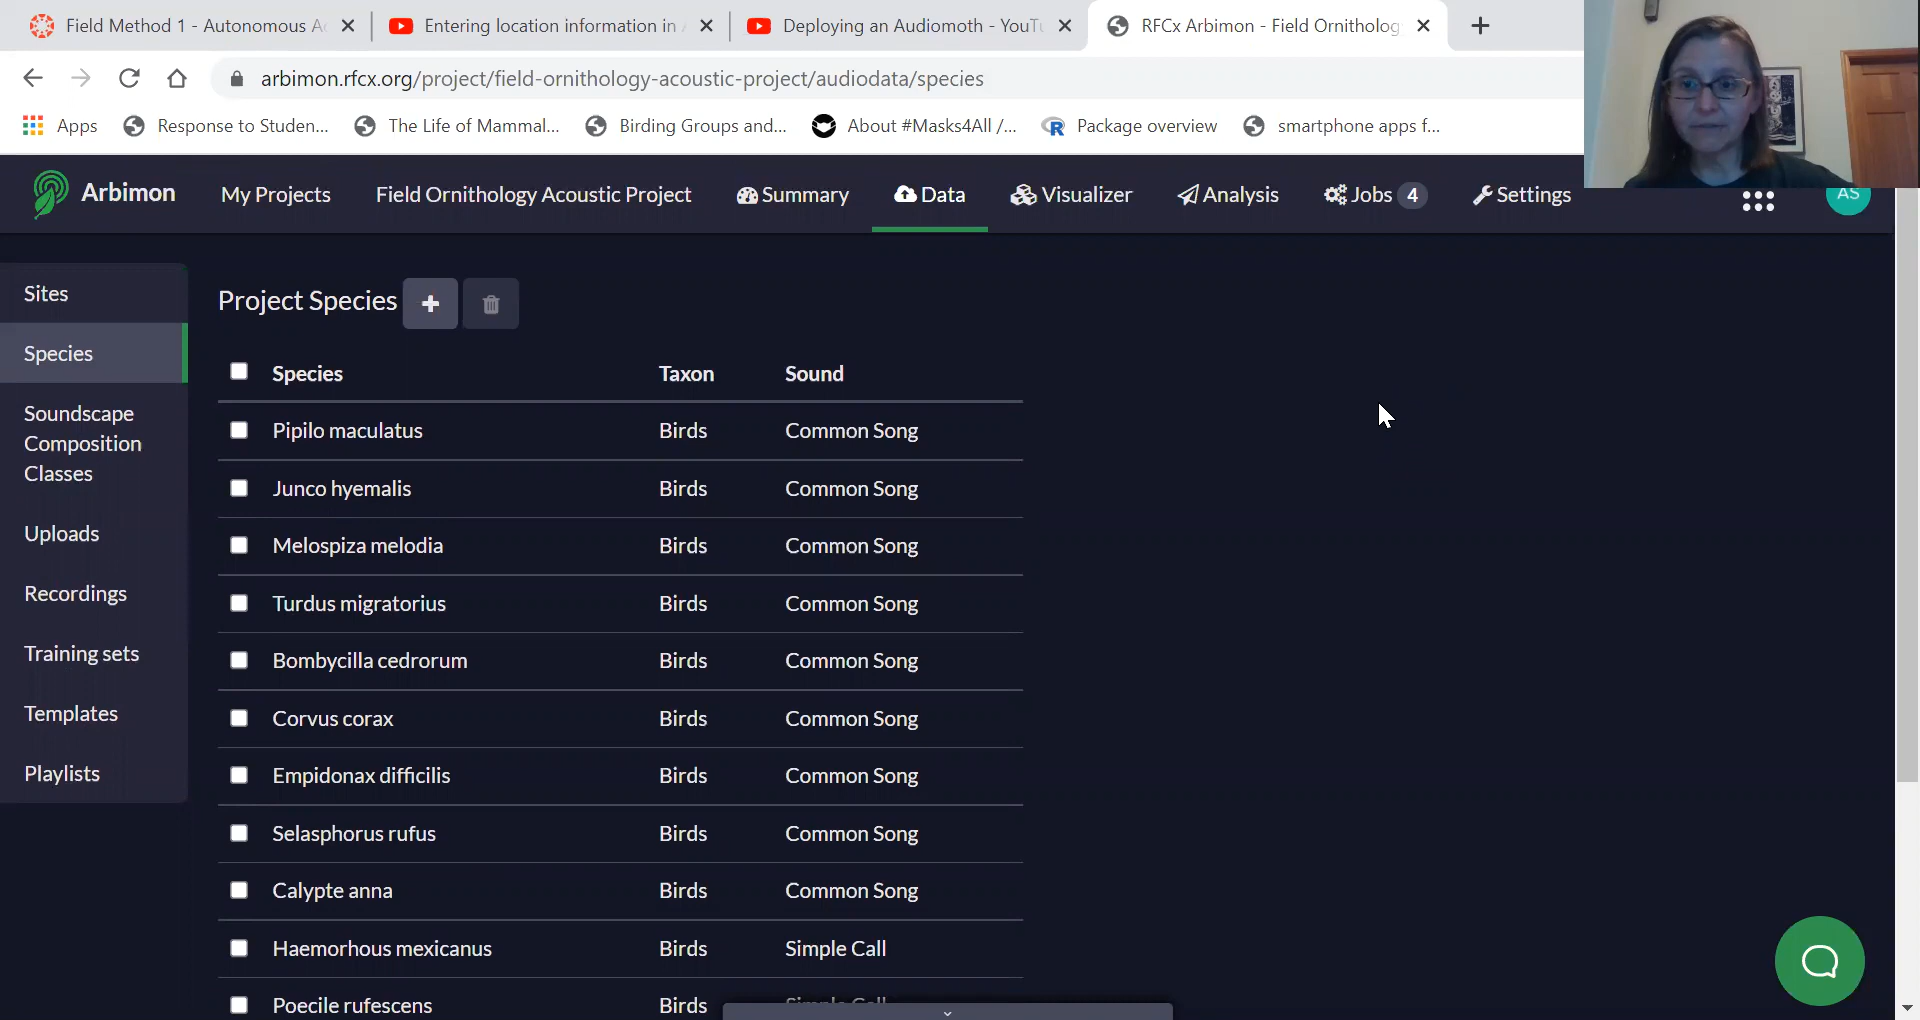 Field Method 1 - Autonomous A
Entering location information in
Deploying an Audiomoth - YouTu
RFCx Arbimon - Field Ornitholog
arbimon.rfcx.org/project/field-ornithology-acoustic-project/audiodata/species
Apps
Response to Studen...
The Life of Mammal...
Birding Groups and...
About #Masks4All /...
Package overview
smartphone apps f...
Arbimon
My Projects
Field Ornithology Acoustic Project
Summary
Data
Visualizer
Analysis
Jobs 4
Settings
AS
Sites
Species
Soundscape
Composition
Classes
Uploads
Recordings
Training sets
Templates
Playlists
Project Species
Species Taxon Sound
Pipilo maculatus Birds Common Song
Junco hyemalis Birds Common Song
Melospiza melodia Birds Common Song
Turdus migratorius Birds Common Song
Bombycilla cedrorum Birds Common Song
Corvus corax Birds Common Song
Empidonax difficilis Birds Common Song
Selasphorus rufus Birds Common Song
Calypte anna Birds Common Song
Haemorhous mexicanus Birds Simple Call
Poecile rufescens Birds Simple Call